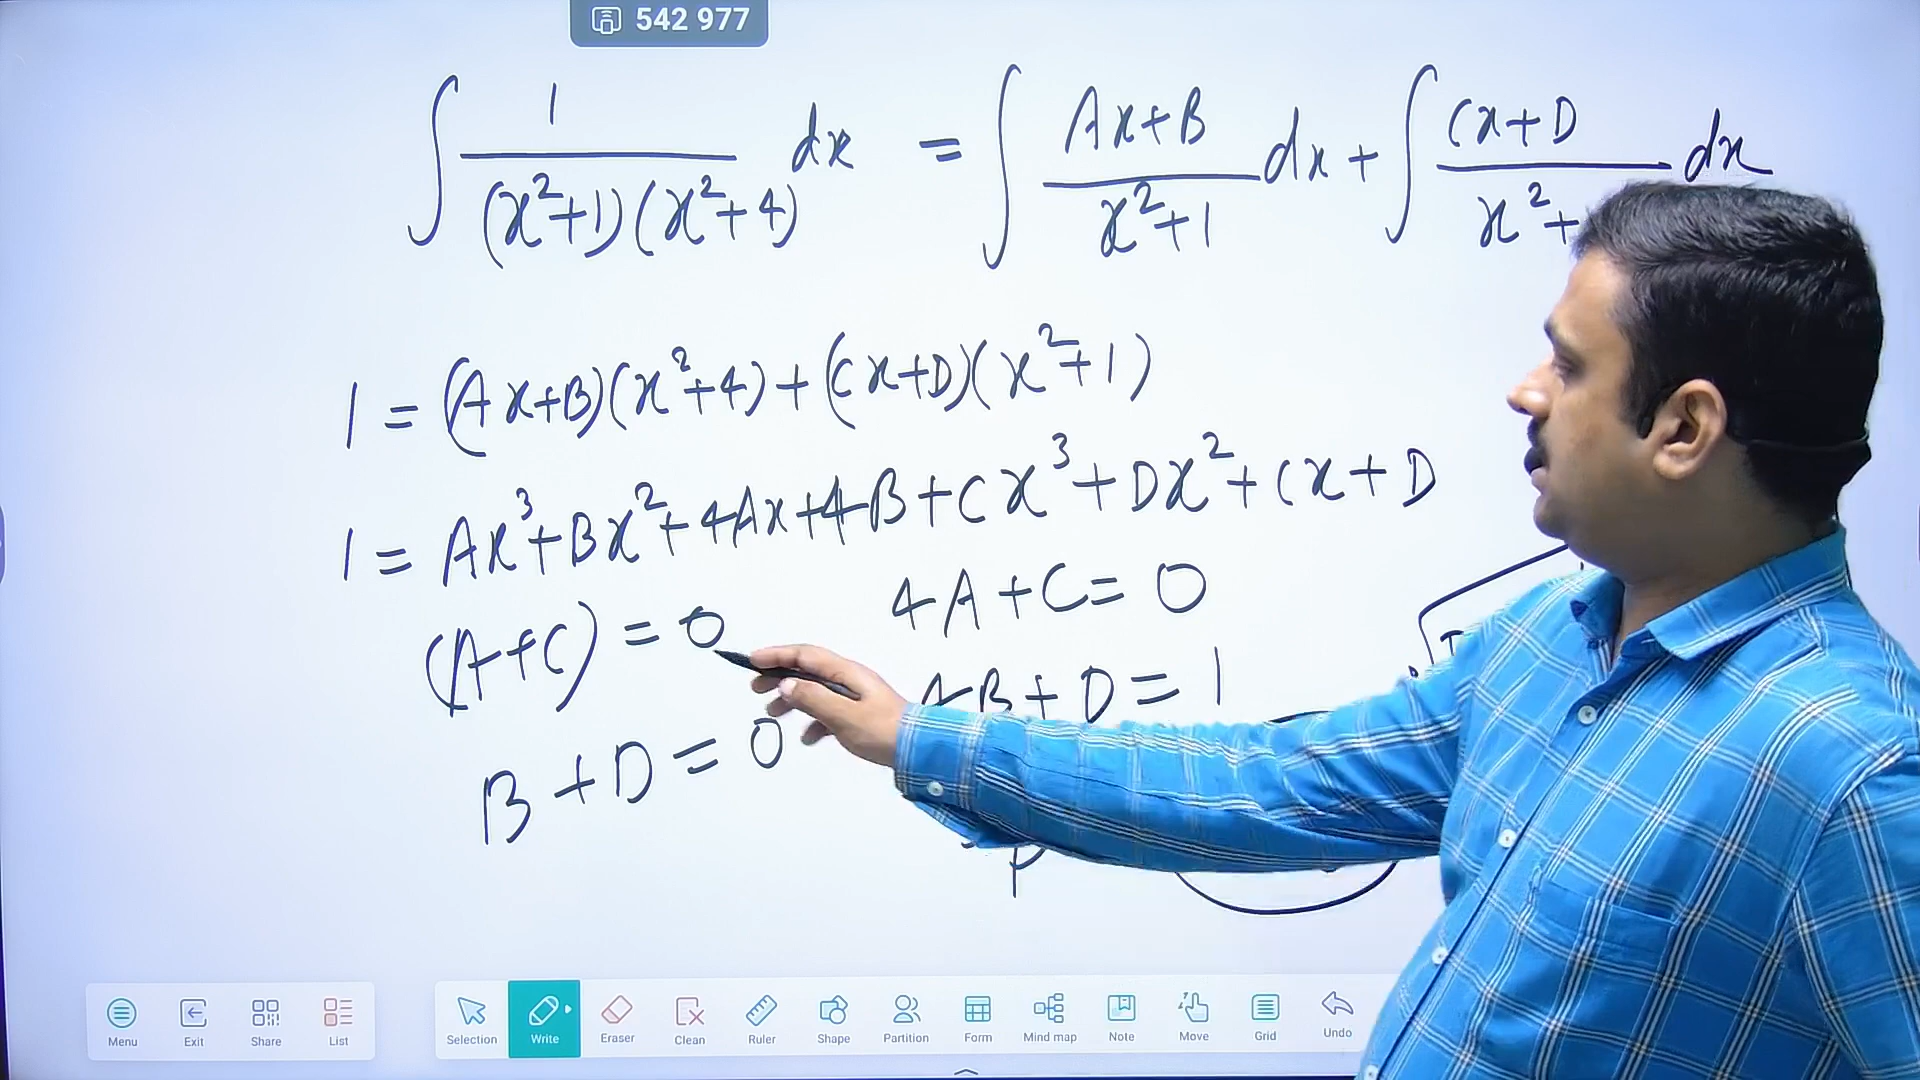 542 977
∫ 1/((x²+1)(x²+4)) dx = ∫ (Ax+B)/(x²+1) dx + ∫ (Cx+D)/(x²+ dx
1 = (Ax+B)(x²+4)+(Cx+D)(x²+1)
1 = Ax³+Bx²+4Ax+4B+Cx³+Dx²+Cx+D
(A+C) = 0
4A+C = 0
4B+D = 1
B+D = 0
Menu Exit Share List Selection Write Eraser Clean Ruler Shape Partition Form Mind map Note Move Grid Undo